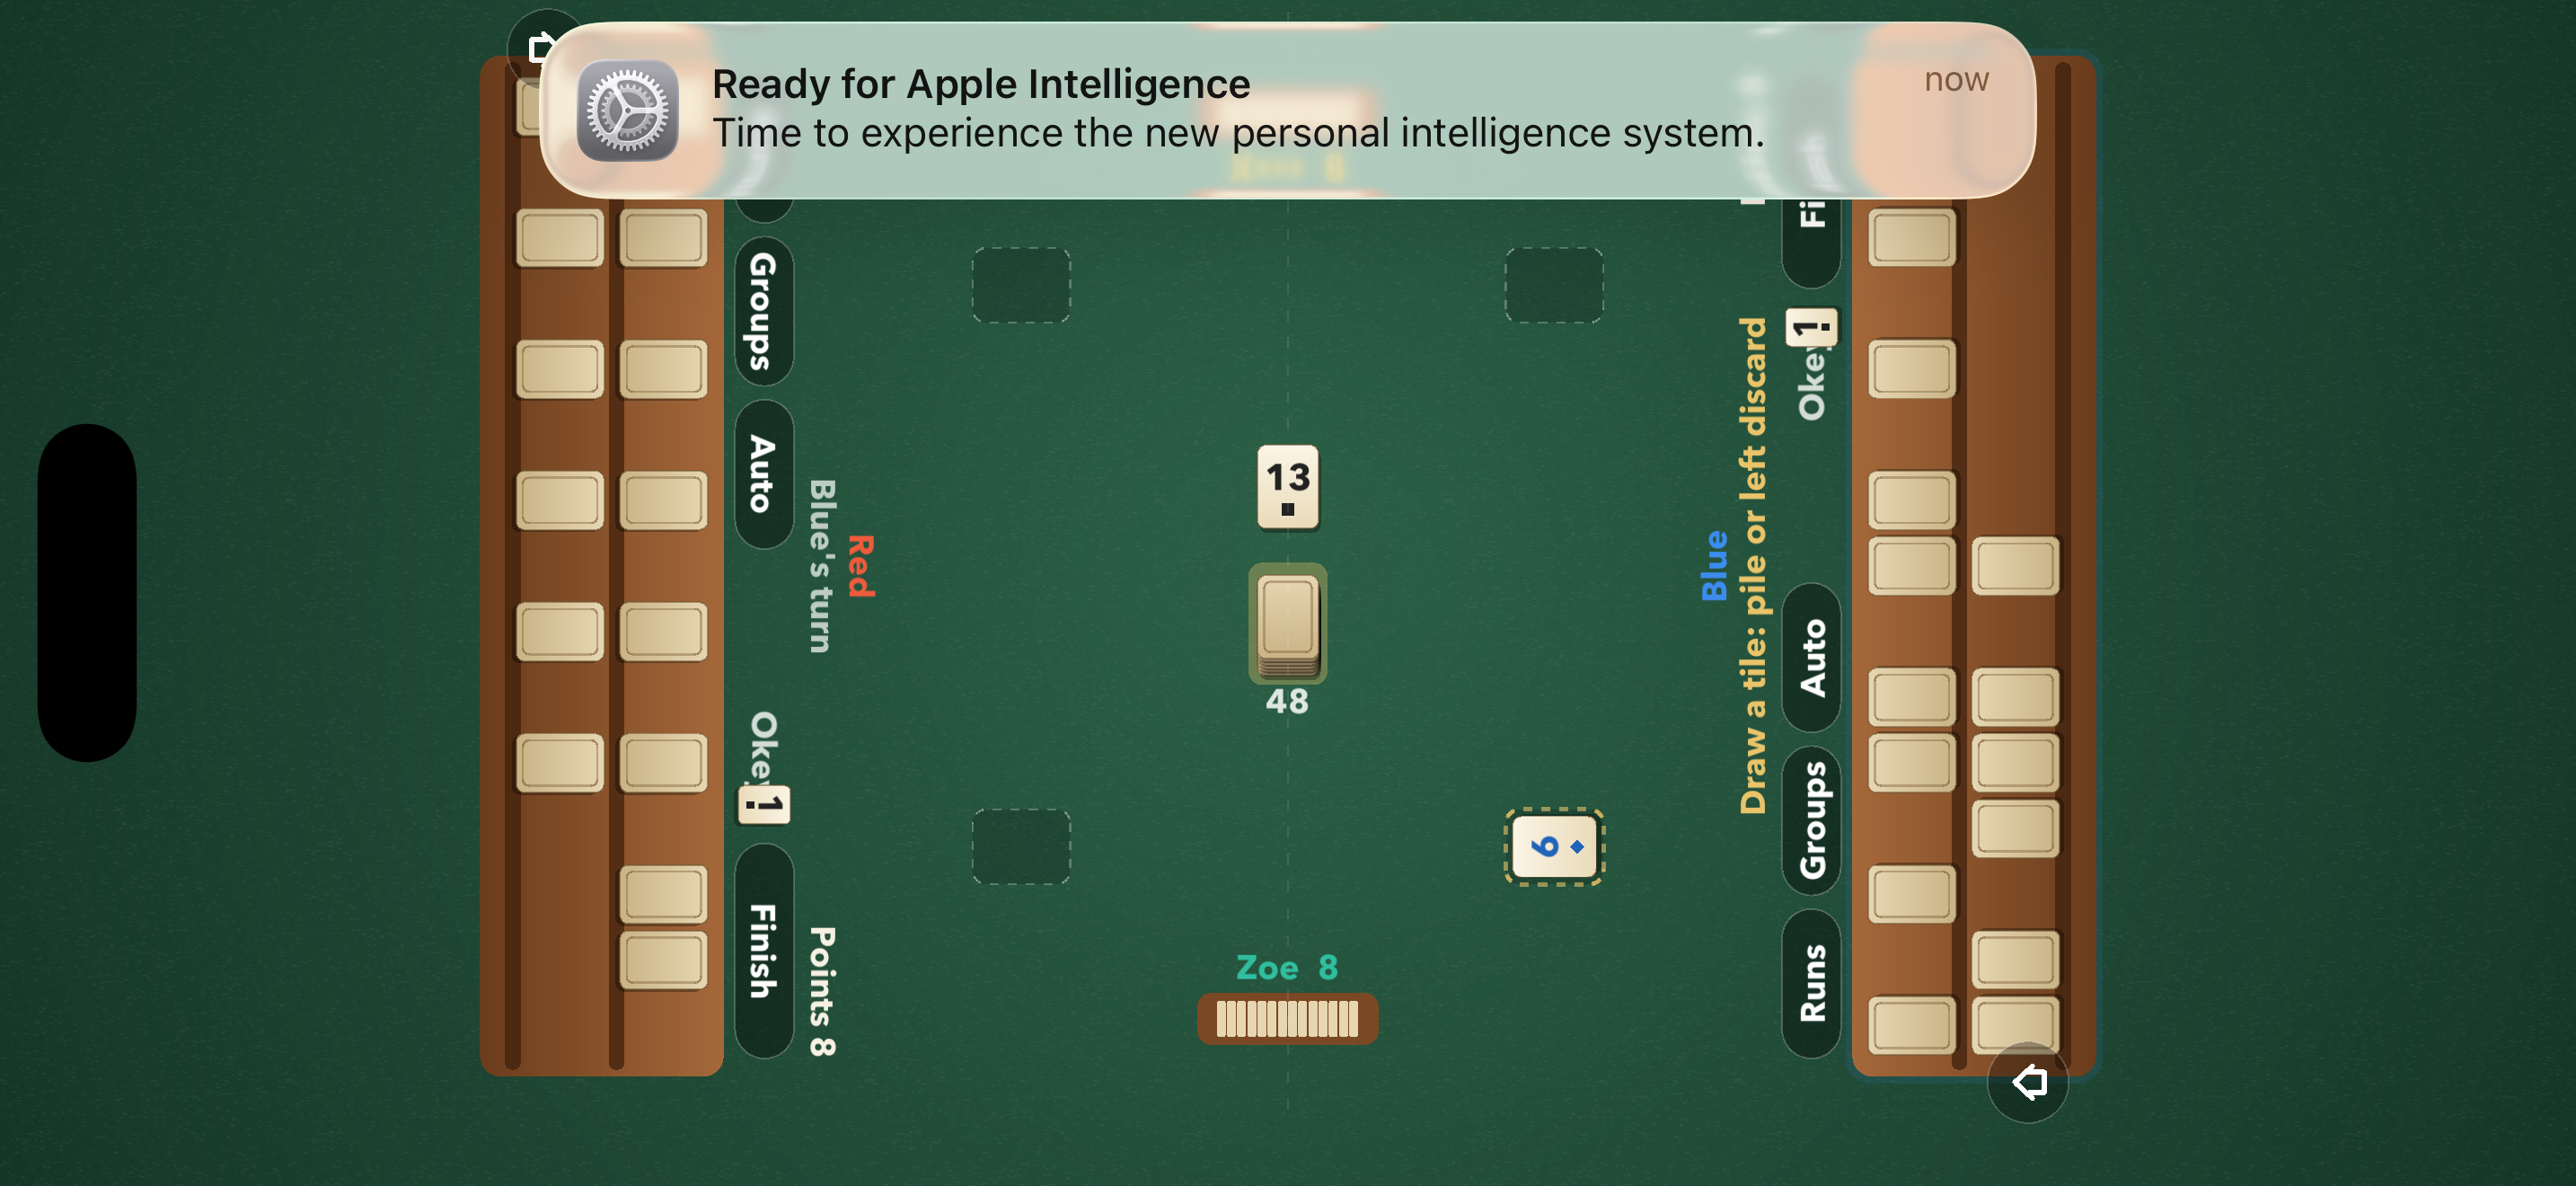 Ready for Apple Intelligence
now
Time to experience the new personal intelligence system.
Groups
Auto
Blue's turn
Red
Okey
1
Finish
Points 8
13
48
Zoe 8
6
Blue
Draw a tile: pile or left discard
Okey
1
Auto
Groups
Runs